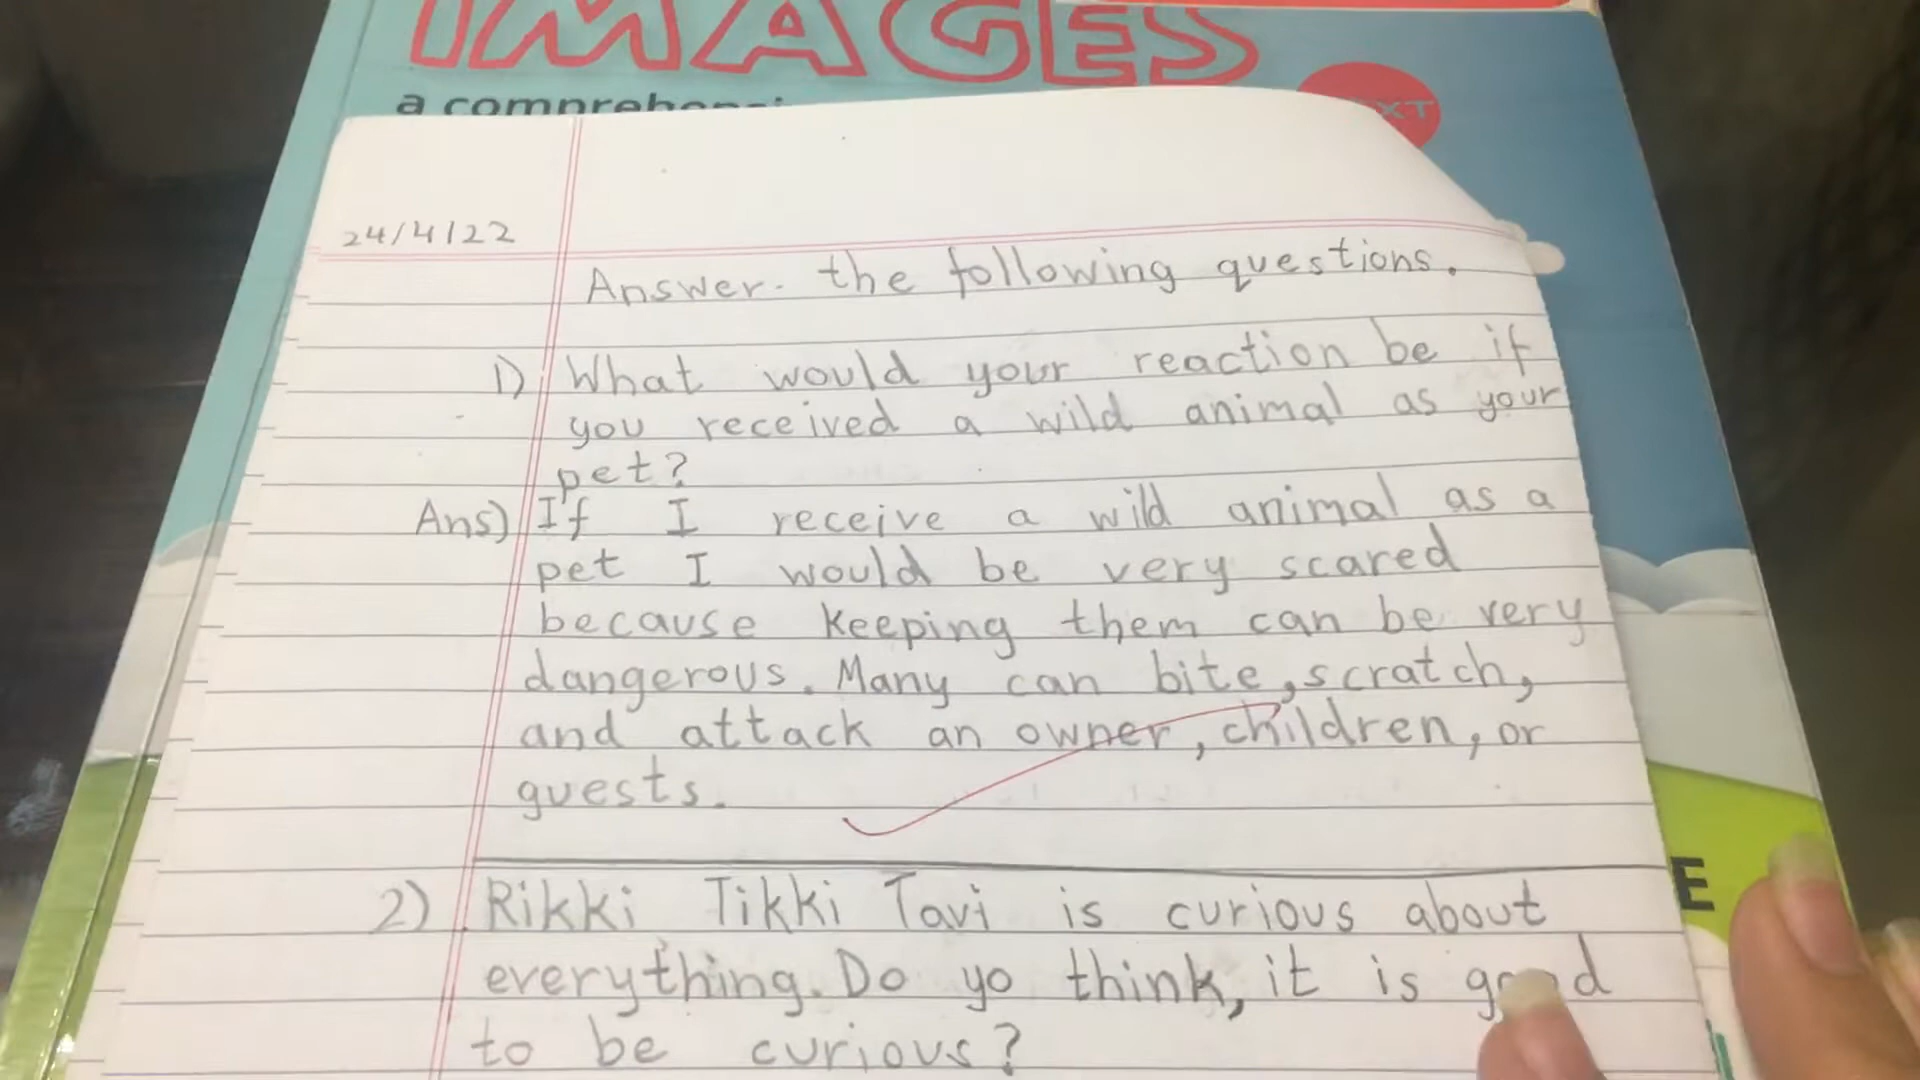 IMAGES
a comprehensi
XT
24/4/22
Answer. the following questions.
1) What would your reaction be if
you received a wild animal as your
pet?
Ans) If I receive a wild animal as a
pet I would be very scared
because keeping them can be very
dangerous. Many can bite, scratch,
and attack an owner, children, or
guests.
2) Rikki Tikki Tavi is curious about
everything. Do yo think, it is good
to be curious?
E